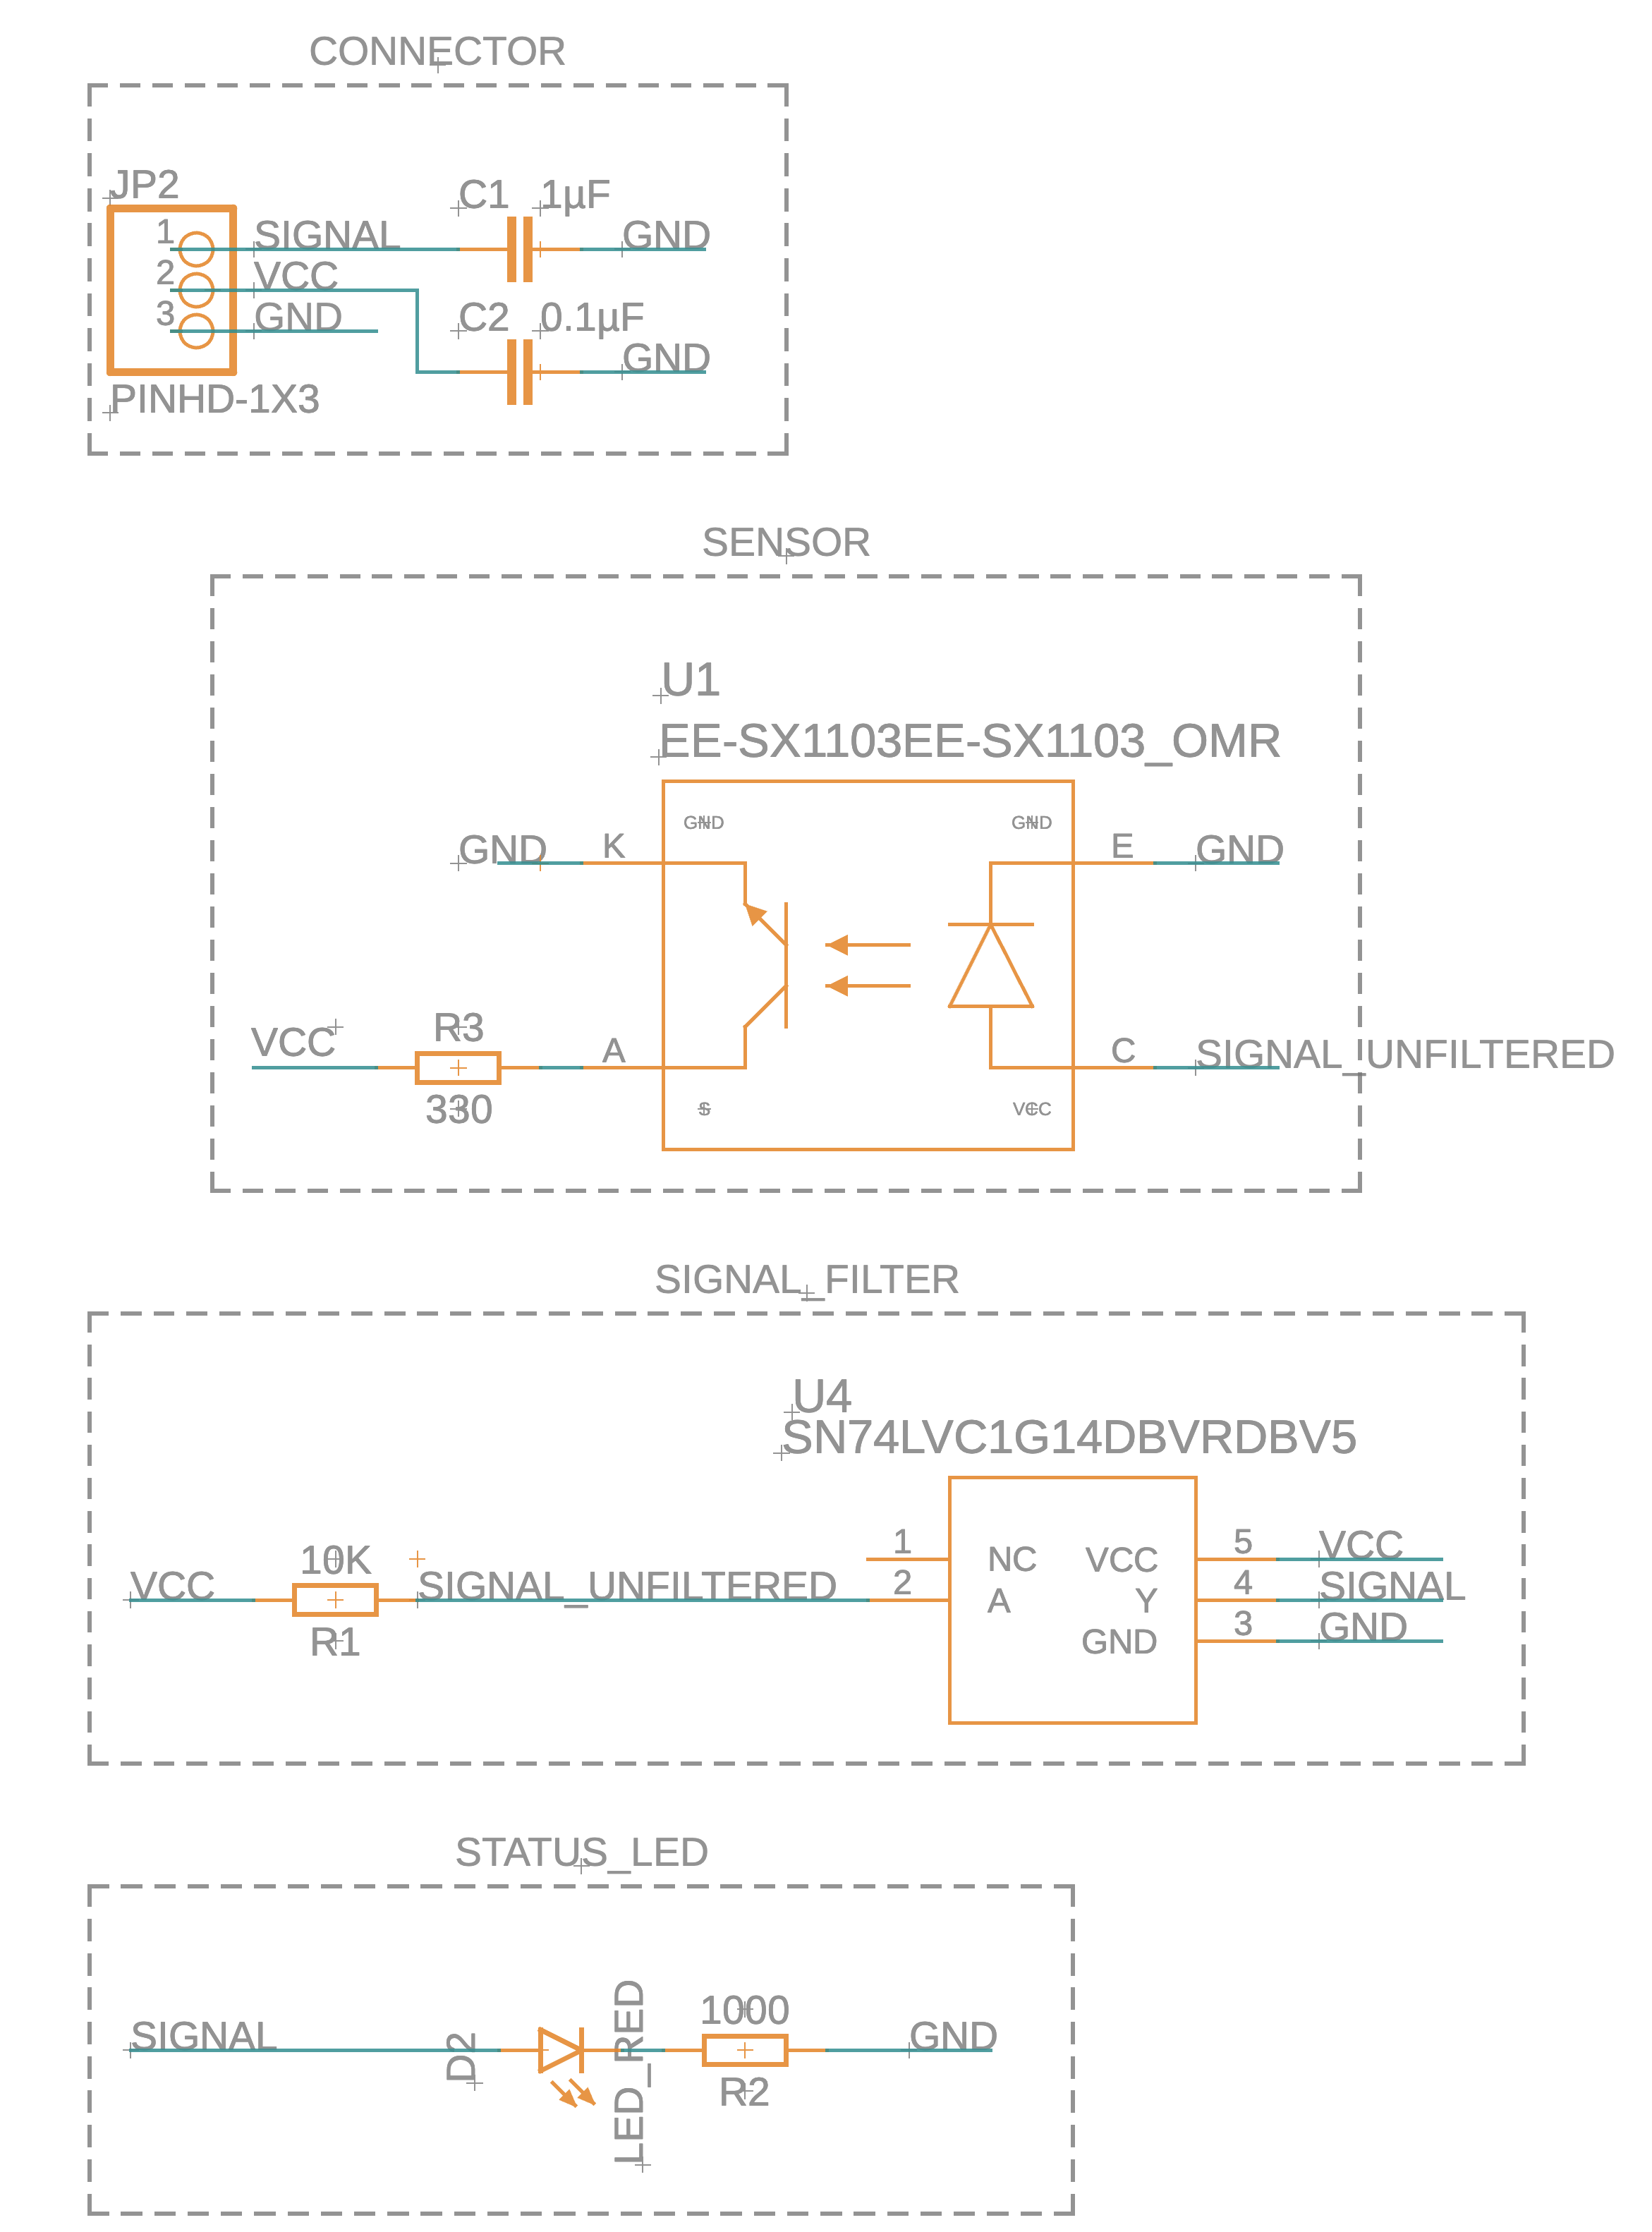 CONNECTOR
JP2
C1 1µF
1 SIGNAL GND
2 VCC
3 GND C2 0.1µF
GND
PINHD-1X3
SENSOR
U1
EE-SX1103EE-SX1103_OMR
GND GND
GND K E GND
VCC R3 A C SIGNAL_UNFILTERED
330 S VCC
SIGNAL_FILTER
U4
SN74LVC1G14DBVRDBV5
1 NC VCC 5 VCC
10K
VCC SIGNAL_UNFILTERED 2 A Y 4 SIGNAL
R1 GND 3 GND
STATUS_LED
1000
SIGNAL D2 LED_RED GND
R2